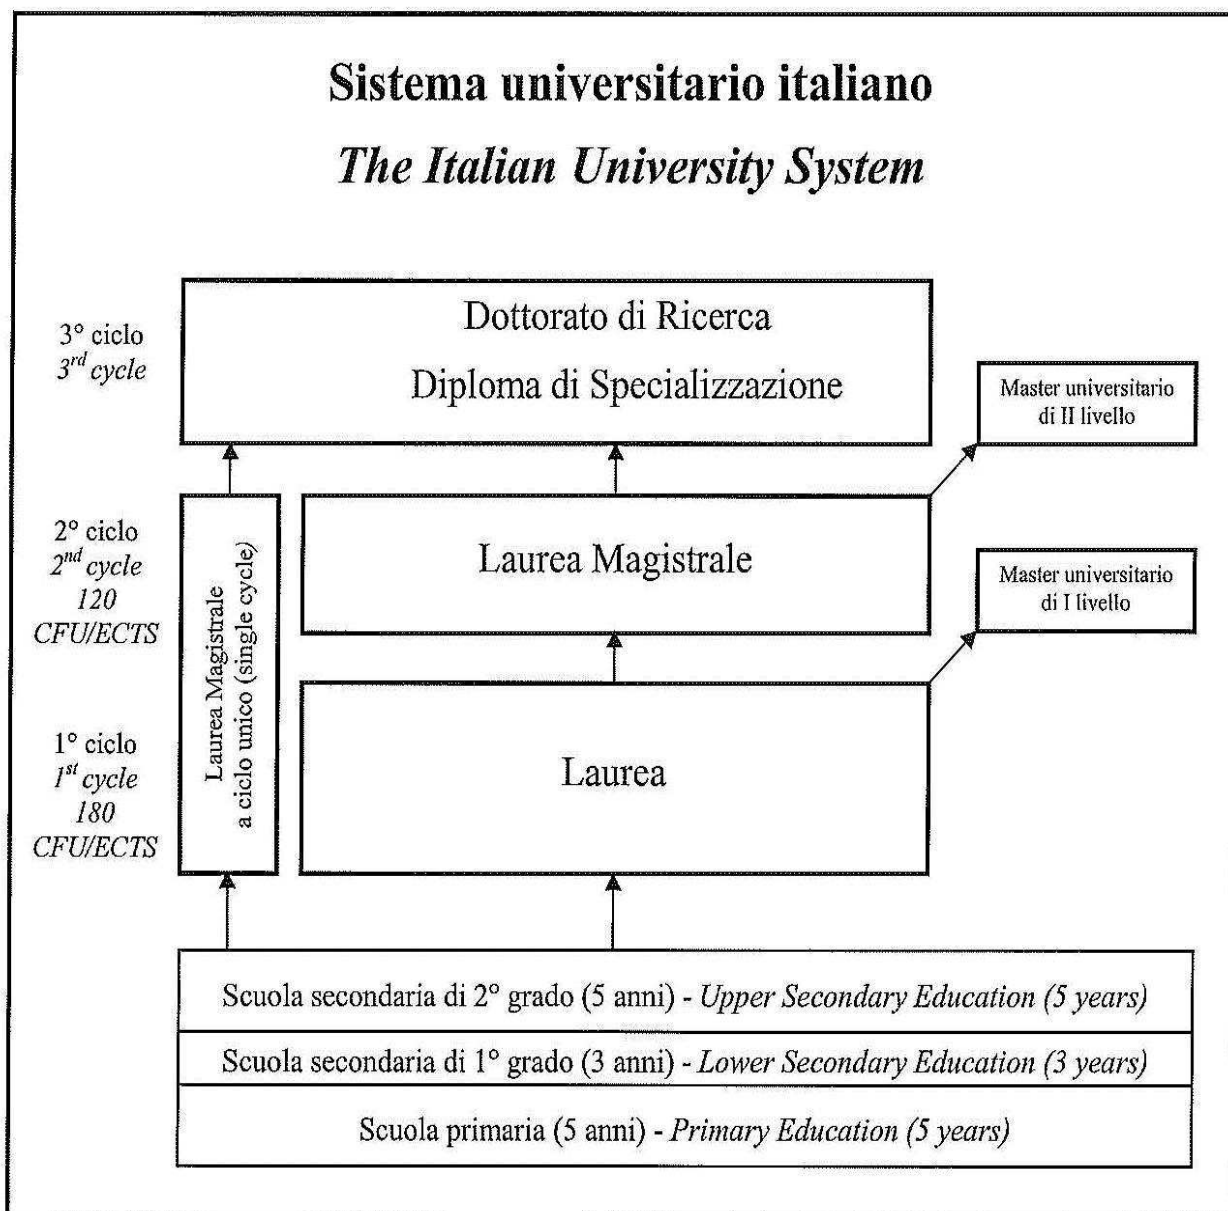 Sistema universitario italiano
The Italian University System
3° ciclo
3rd cycle
Dottorato di Ricerca
Diploma di Specializzazione
Master universitario
di II livello
2° ciclo
2nd cycle
120
CFU/ECTS
Laurea Magistrale
a ciclo unico (single cycle)
Laurea Magistrale
Master universitario
di I livello
1° ciclo
1st cycle
180
CFU/ECTS
Laurea
Scuola secondaria di 2° grado (5 anni) - Upper Secondary Education (5 years)
Scuola secondaria di 1° grado (3 anni) - Lower Secondary Education (3 years)
Scuola primaria (5 anni) - Primary Education (5 years)